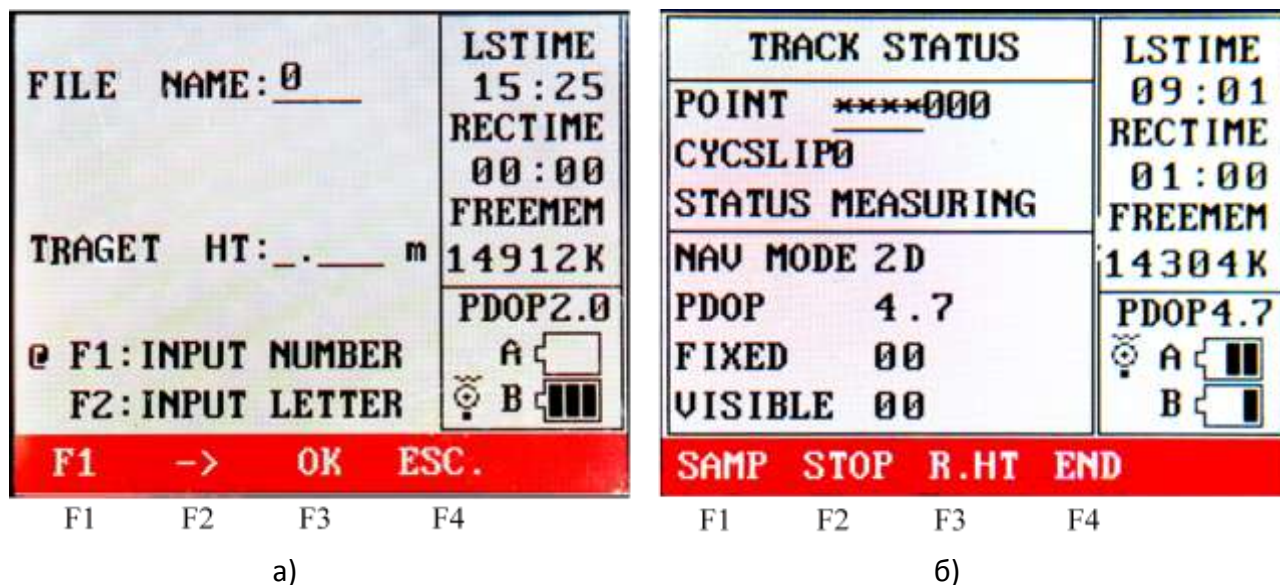 FILE NAME:0
TRAGET HT:_.___ m
@ F1:INPUT NUMBER
F2:INPUT LETTER
LSTIME
15:25
RECTIME
00:00
FREEMEM
14912K
PDOP2.0
A
B
F1 -> OK ESC.
F1 F2 F3 F4
а)
TRACK STATUS
POINT ****000
CYCSLIP0
STATUS MEASURING
NAV MODE 2D
PDOP 4.7
FIXED 00
VISIBLE 00
LSTIME
09:01
RECTIME
01:00
FREEMEM
14304K
PDOP4.7
A
B
SAMP STOP R.HT END
F1 F2 F3 F4
б)